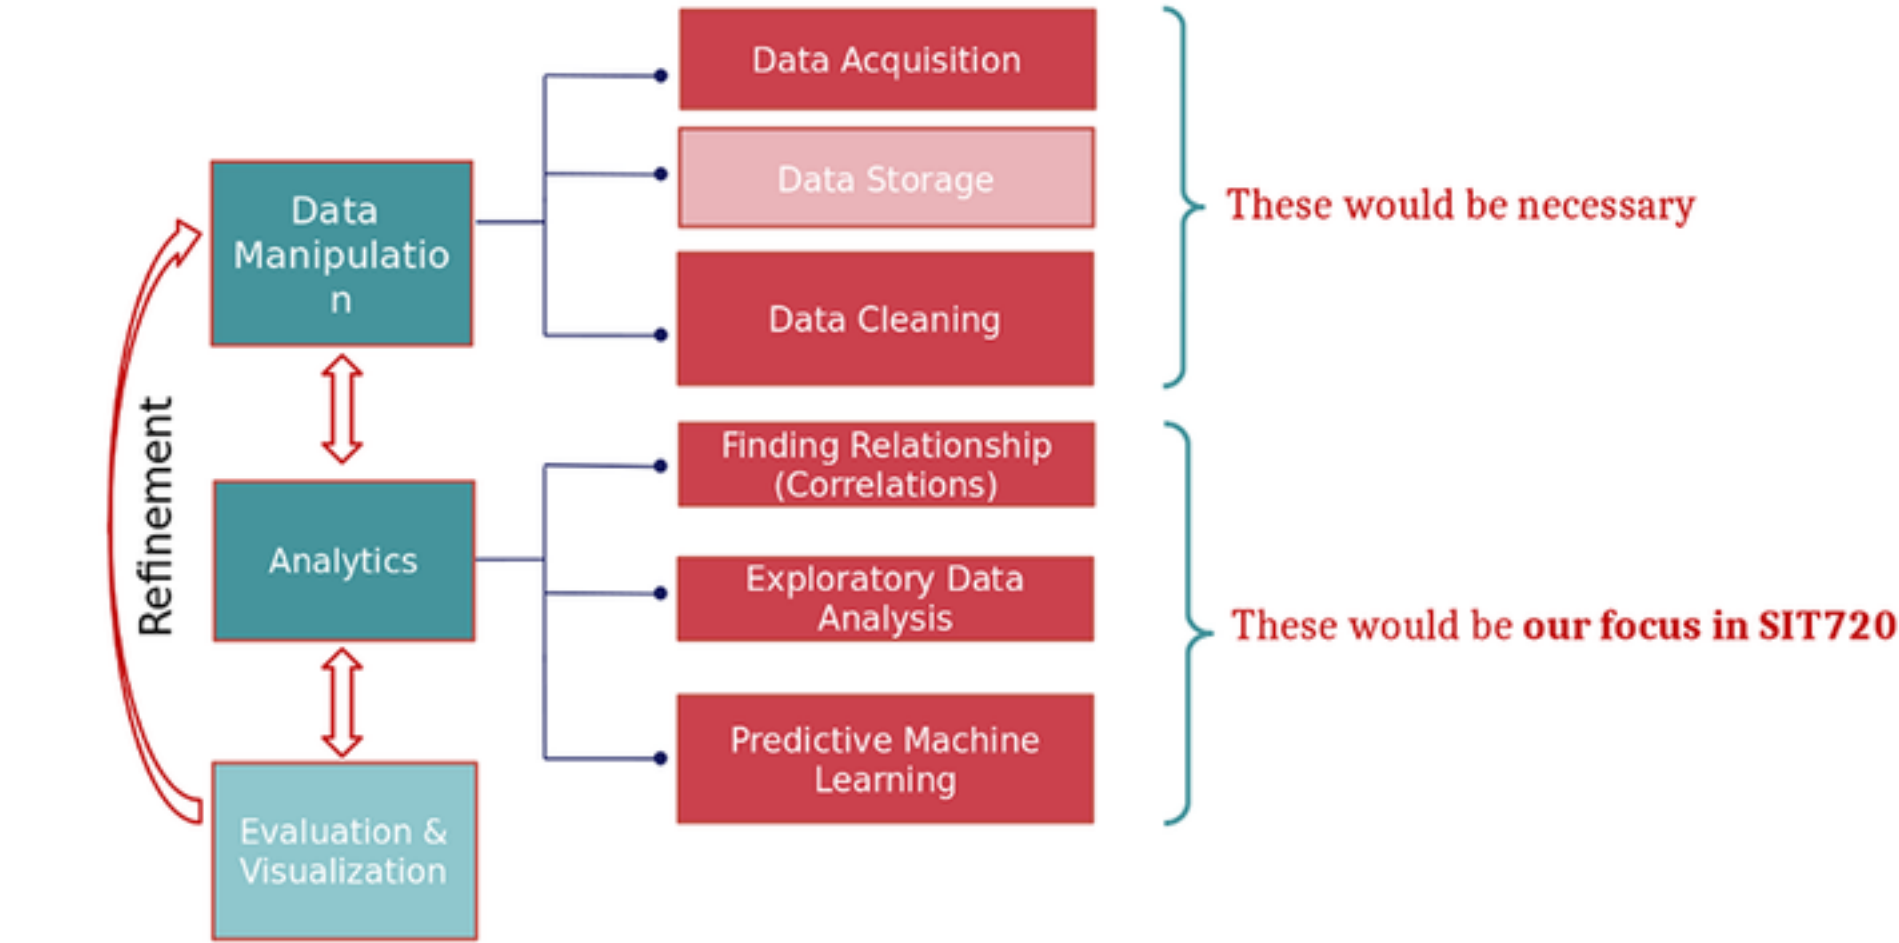 Data Acquisition
Data Storage
Data
Manipulatio
n
Data Cleaning
These would be necessary
Refinement
Finding Relationship
(Correlations)
Analytics
Exploratory Data
Analysis
Predictive Machine
Learning
These would be our focus in SIT720
Evaluation &
Visualization